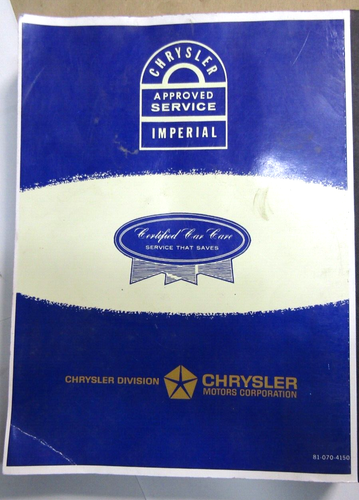 CHRYSLER
APPROVED
SERVICE
IMPERIAL
Certified Car Care
SERVICE THAT SAVES
CHRYSLER DIVISION CHRYSLER
MOTORS CORPORATION
81-070-4150